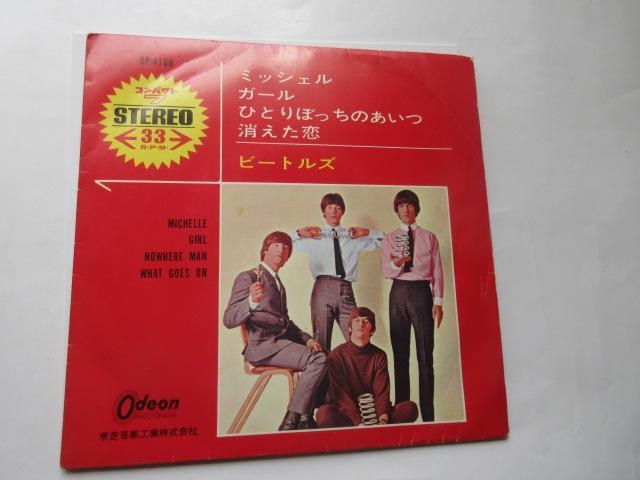 OP-4160
コンパクト
7
STEREO
33
R・P・M・
ミッシェル
ガール
ひとりぼっちのあいつ
消えた恋
ビートルズ
MICHELLE
GIRL
NOWHERE MAN
WHAT GOES ON
Odeon
RECORDS
東芝音楽工業株式会社